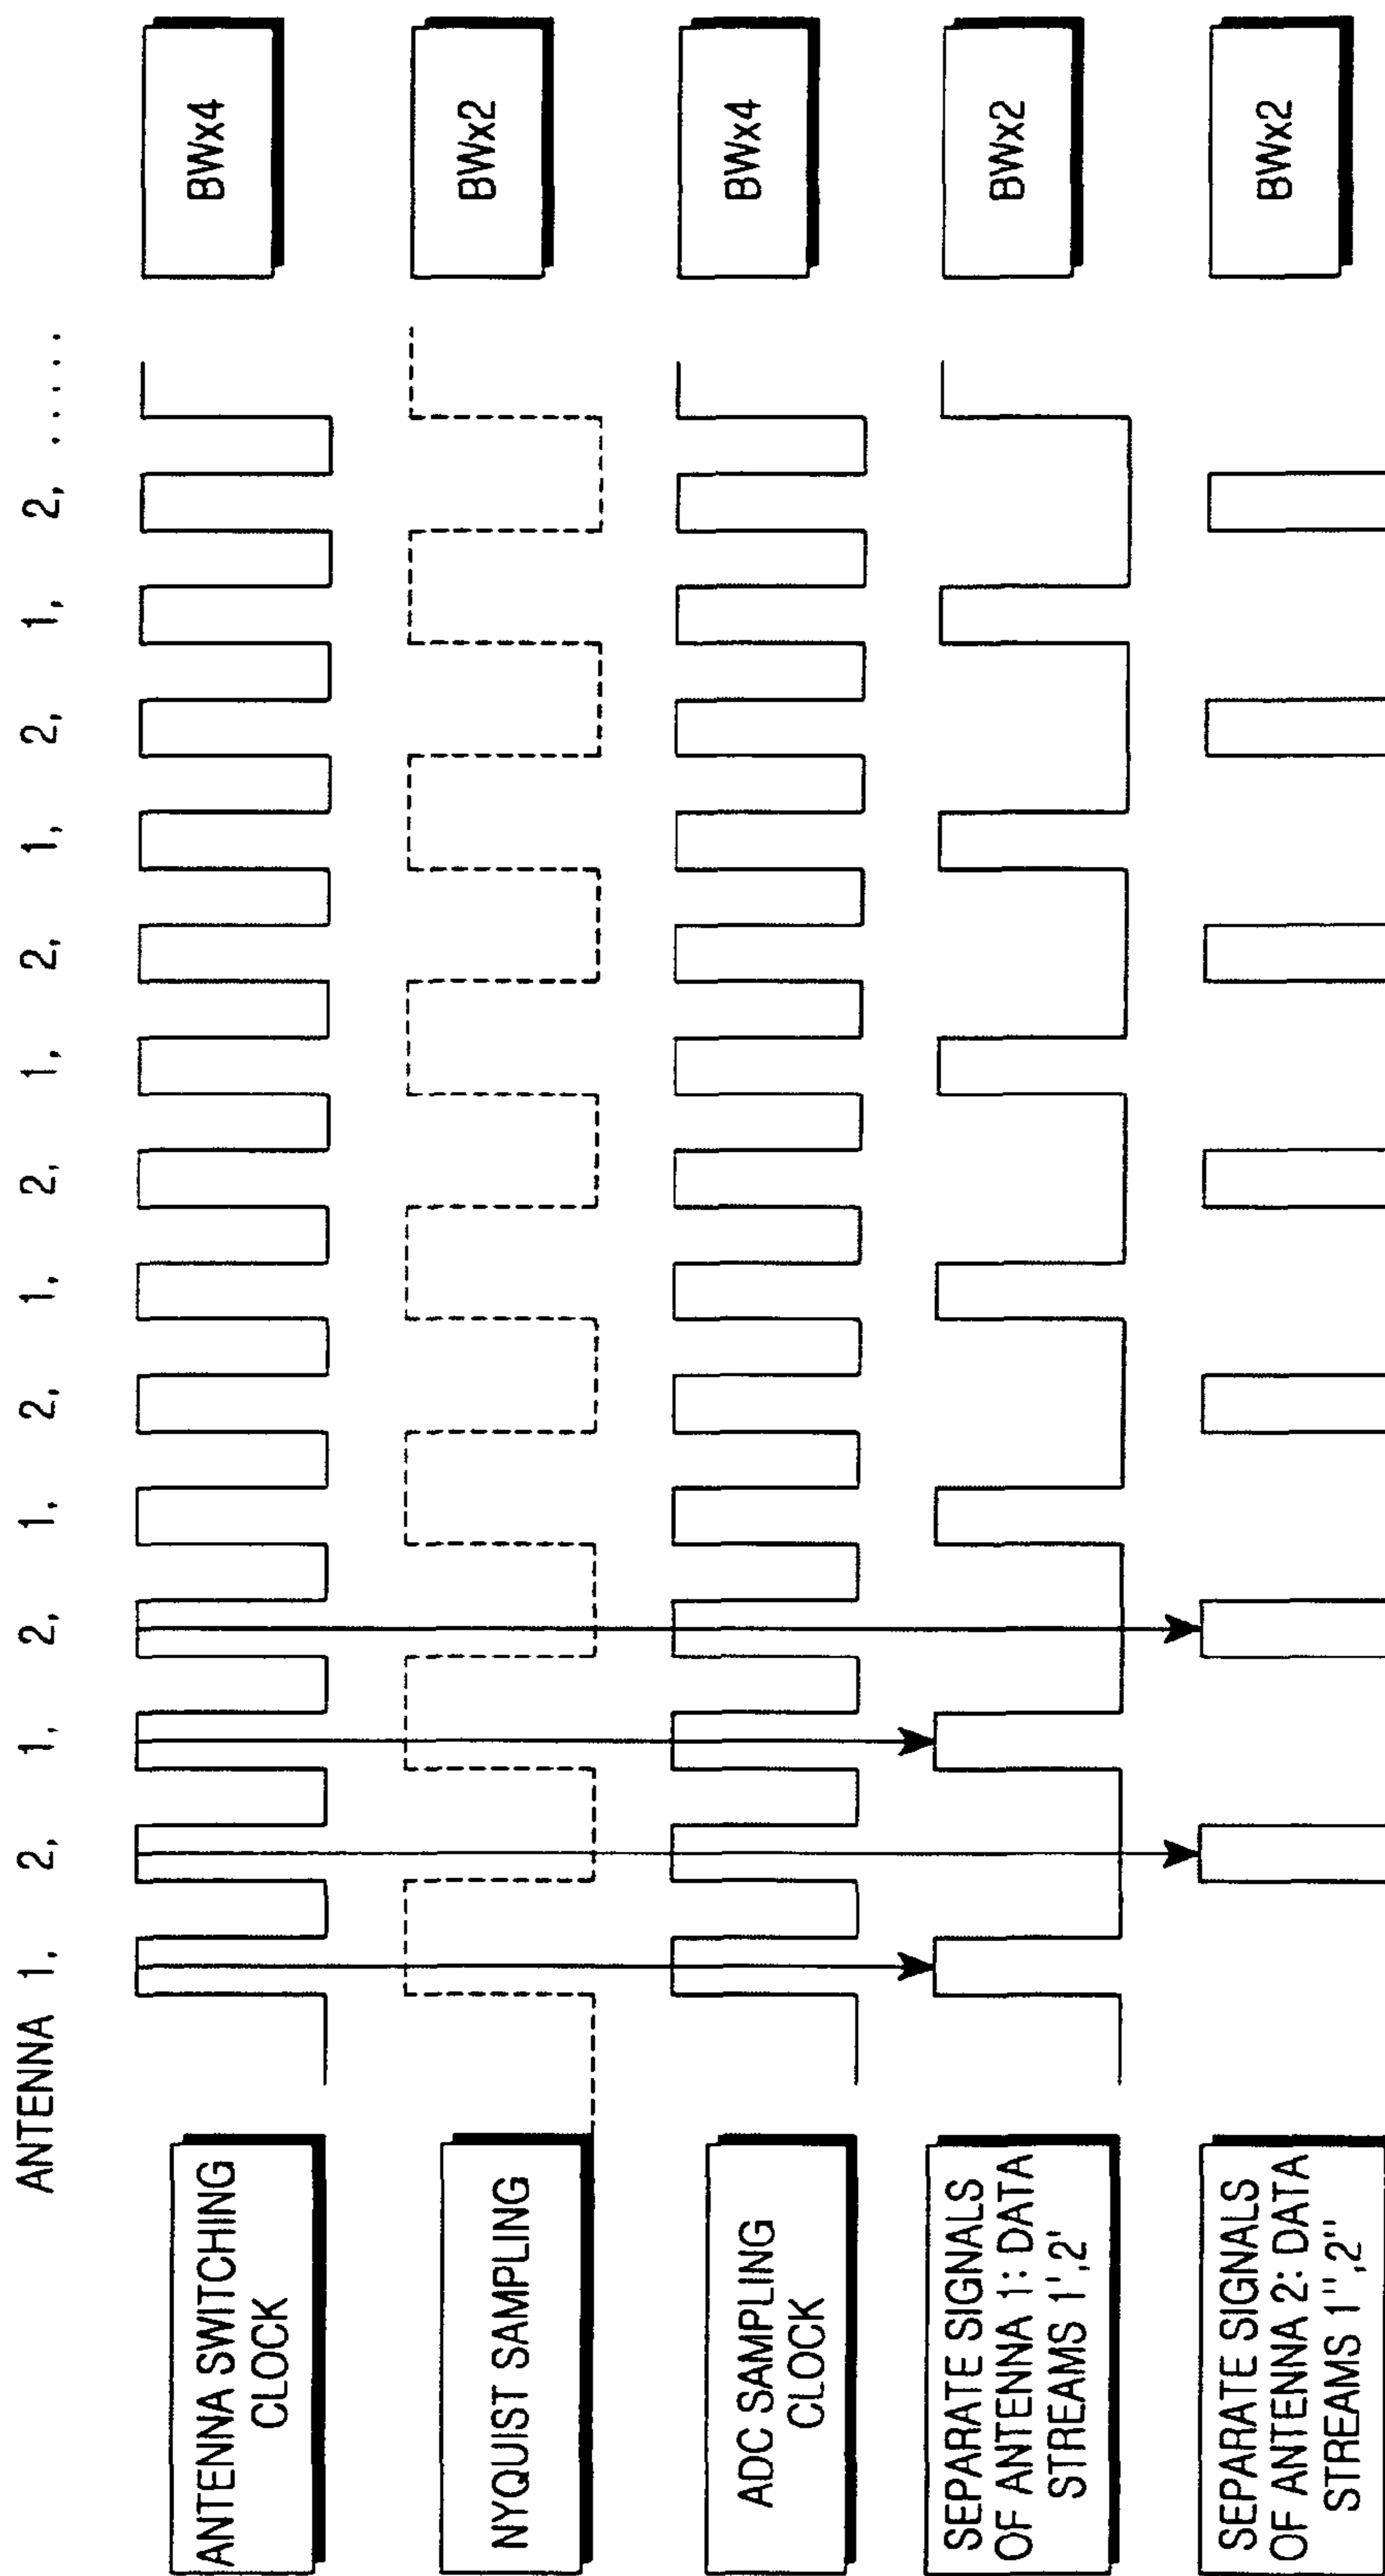 ANTENNA 1, 2, 1, 2, 1, 2, 1, 2, 1, 2, 1, 2, 1, 2, .....
ANTENNA SWITCHING
CLOCK
BWx4
NYQUIST SAMPLING
BWx2
ADC SAMPLING
CLOCK
BWx4
SEPARATE SIGNALS
OF ANTENNA 1: DATA
STREAMS 1',2'
BWx2
SEPARATE SIGNALS
OF ANTENNA 2: DATA
STREAMS 1",2"
BWx2